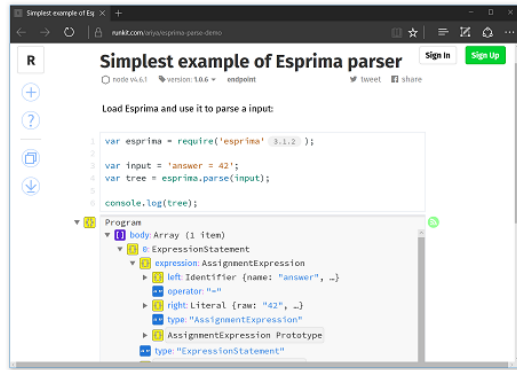 Simplest example of Esp
runkit.com/ariya/esprima-parse-demo
R
Simplest example of Esprima parser
Sign In
Sign Up
node v4.6.1
version: 1.0.6
endpoint
tweet
share
Load Esprima and use it to parse a input:
1 var esprima = require('esprima' 3.1.2 );
2
3 var input = 'answer = 42';
4 var tree = esprima.parse(input);
5
6 console.log(tree);
Program
body: Array (1 item)
0: ExpressionStatement
expression: AssignmentExpression
left: Identifier {name: "answer", …}
operator: "="
right: Literal {raw: "42", …}
type: "AssignmentExpression"
AssignmentExpression Prototype
type: "ExpressionStatement"